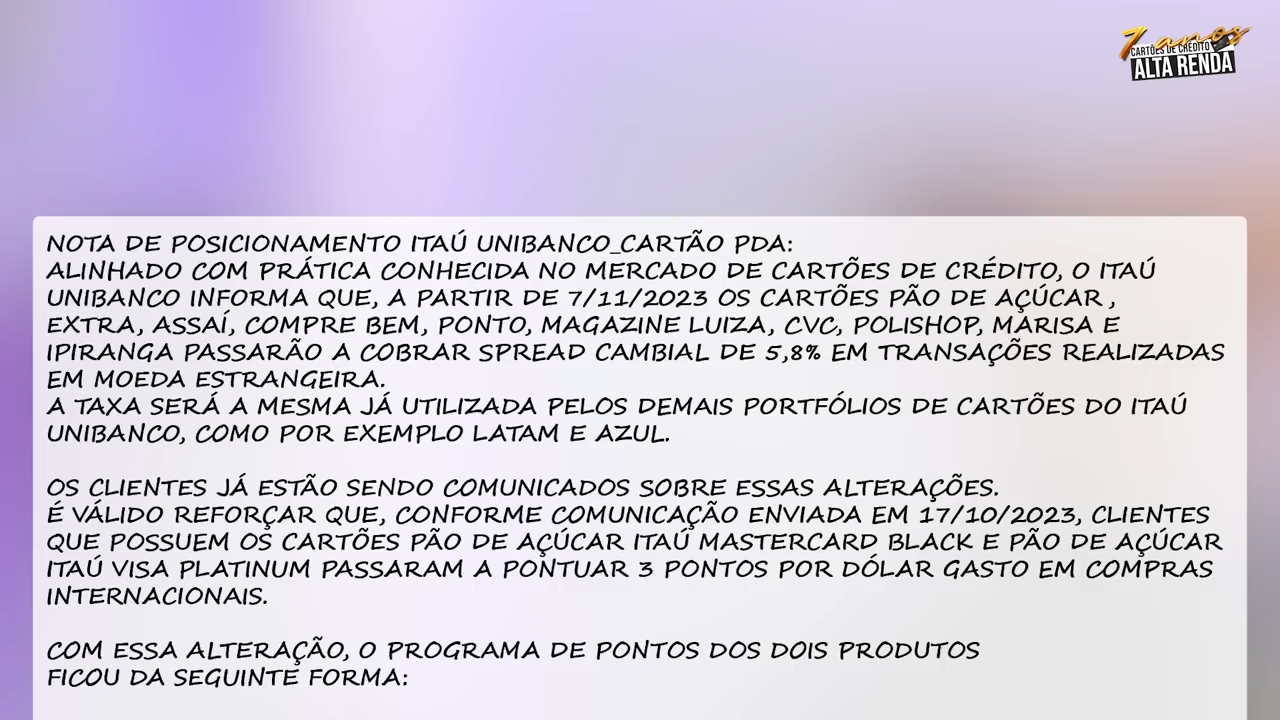 7 anos
CARTÕES DE CRÉDITO
ALTA RENDA
NOTA DE POSICIONAMENTO ITAÚ UNIBANCO_CARTÃO PDA:
ALINHADO COM PRÁTICA CONHECIDA NO MERCADO DE CARTÕES DE CRÉDITO, O ITAÚ
UNIBANCO INFORMA QUE, A PARTIR DE 7/11/2023 OS CARTÕES PÃO DE AÇÚCAR ,
EXTRA, ASSAÍ, COMPRE BEM, PONTO, MAGAZINE LUIZA, CVC, POLISHOP, MARISA E
IPIRANGA PASSARÃO A COBRAR SPREAD CAMBIAL DE 5,8% EM TRANSAÇÕES REALIZADAS
EM MOEDA ESTRANGEIRA.
A TAXA SERÁ A MESMA JÁ UTILIZADA PELOS DEMAIS PORTFÓLIOS DE CARTÕES DO ITAÚ
UNIBANCO, COMO POR EXEMPLO LATAM E AZUL.
OS CLIENTES JÁ ESTÃO SENDO COMUNICADOS SOBRE ESSAS ALTERAÇÕES.
É VÁLIDO REFORÇAR QUE, CONFORME COMUNICAÇÃO ENVIADA EM 17/10/2023, CLIENTES
QUE POSSUEM OS CARTÕES PÃO DE AÇÚCAR ITAÚ MASTERCARD BLACK E PÃO DE AÇÚCAR
ITAÚ VISA PLATINUM PASSARAM A PONTUAR 3 PONTOS POR DÓLAR GASTO EM COMPRAS
INTERNACIONAIS.
COM ESSA ALTERAÇÃO, O PROGRAMA DE PONTOS DOS DOIS PRODUTOS
FICOU DA SEGUINTE FORMA: